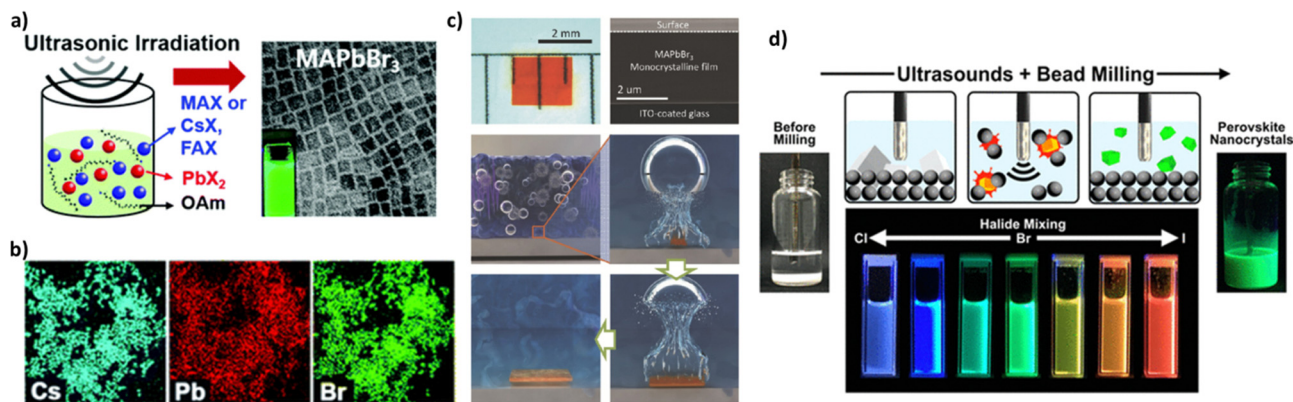 a)
Ultrasonic Irradiation
MAX or
CsX,
FAX
PbX₂
OAm
MAPbBr₃
b)
Cs
Pb
Br
c)
2 mm
Surface
MAPbBr₃
Monocrystalline film
2 um
ITO-coated glass
d)
Ultrasounds + Bead Milling
Before
Milling
Perovskite
Nanocrystals
Halide Mixing
Cl
Br
I